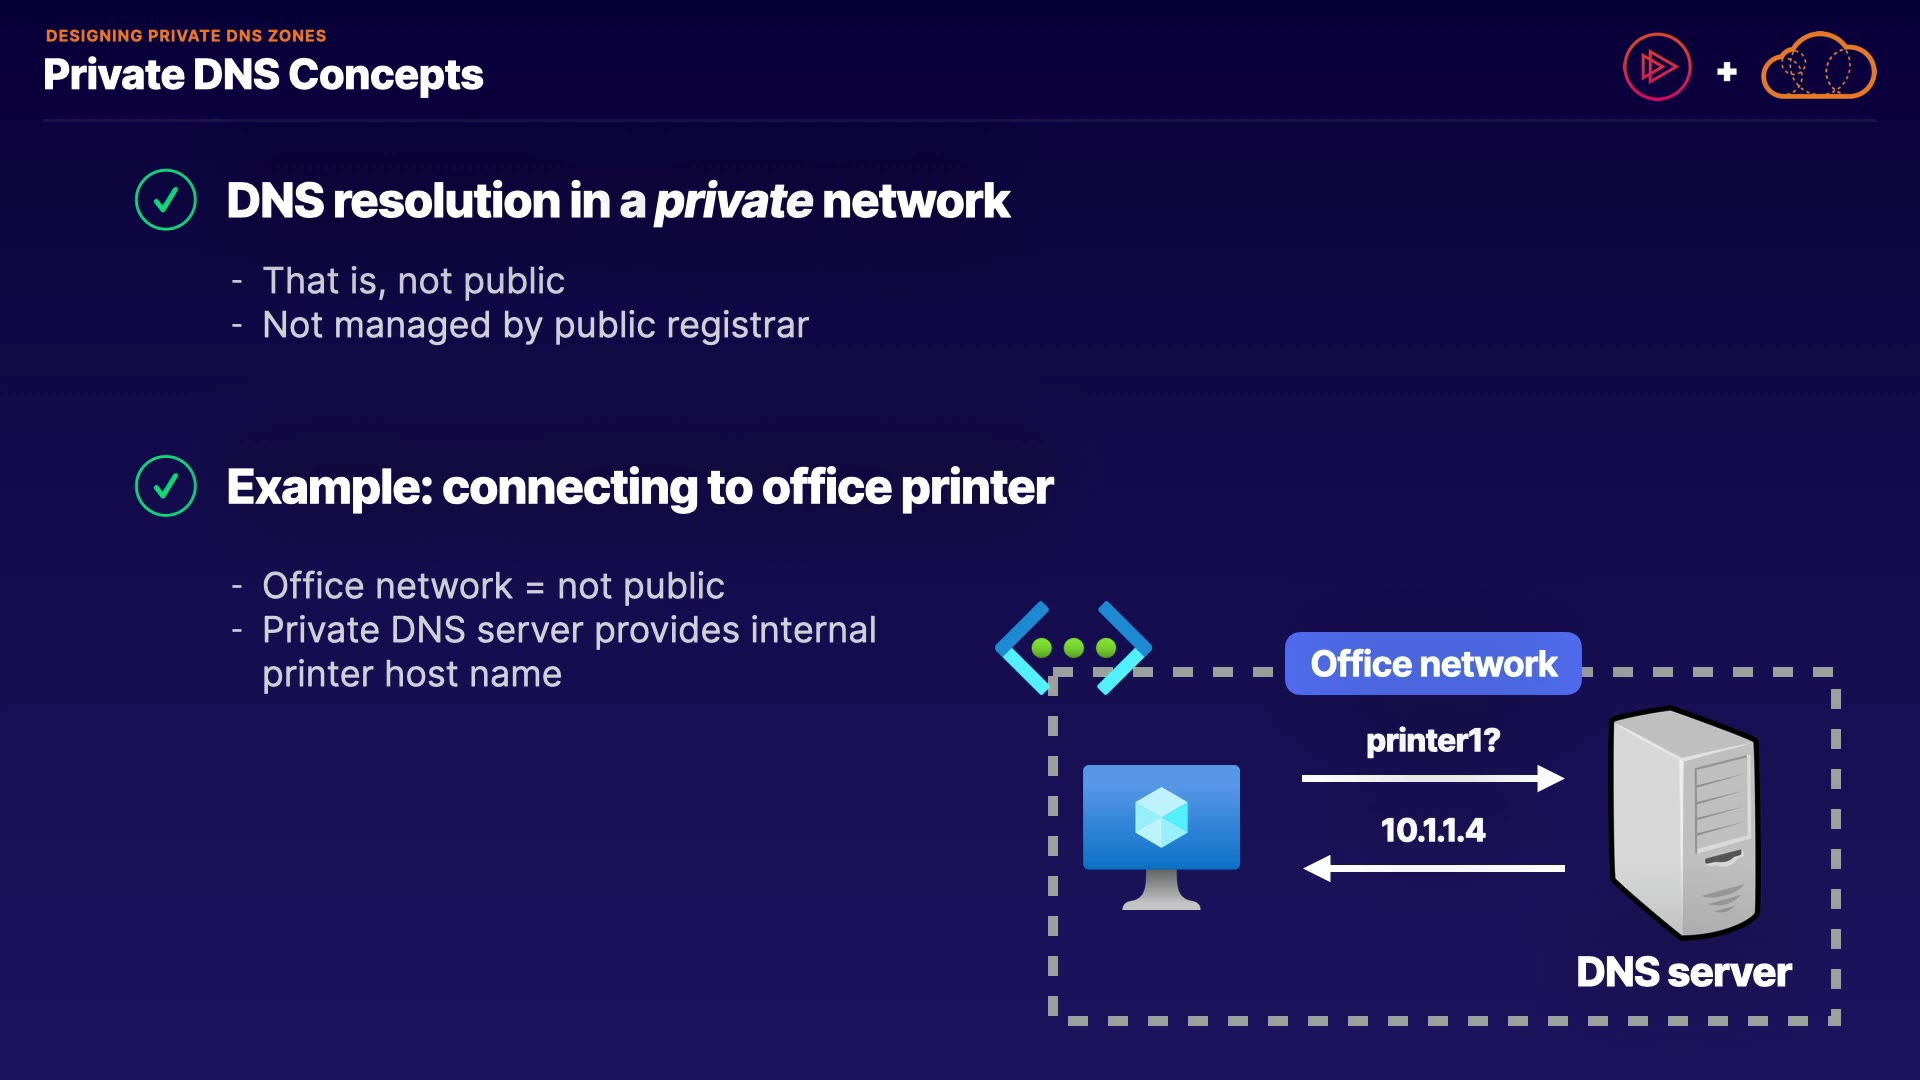 DESIGNING PRIVATE DNS ZONES
Private DNS Concepts
DNS resolution in a private network
- That is, not public
- Not managed by public registrar
Example: connecting to office printer
- Office network = not public
- Private DNS server provides internal
printer host name
Office network
printer1?
10.1.1.4
DNS server